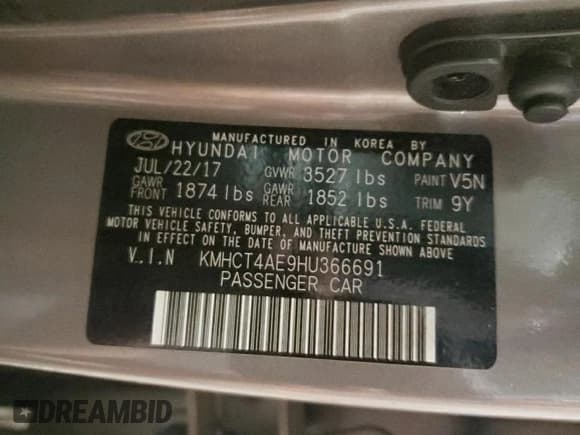 MANUFACTURED IN KOREA BY
HYUNDAI MOTOR COMPANY
JUL/22/17 GVWR 3527 lbs PAINT V5N
GAWR FRONT 1874 lbs GAWR REAR 1852 lbs TRIM 9Y
THIS VEHICLE CONFORMS TO ALL APPLICABLE U.S.A. FEDERAL
MOTOR VEHICLE SAFETY, BUMPER, AND THEFT PREVENTION STANDARDS
IN EFFECT ON THE DATE OF MANUFACTURE SHOWN ABOVE
V.I.N KMHCT4AE9HU366691
PASSENGER CAR
DREAMBID